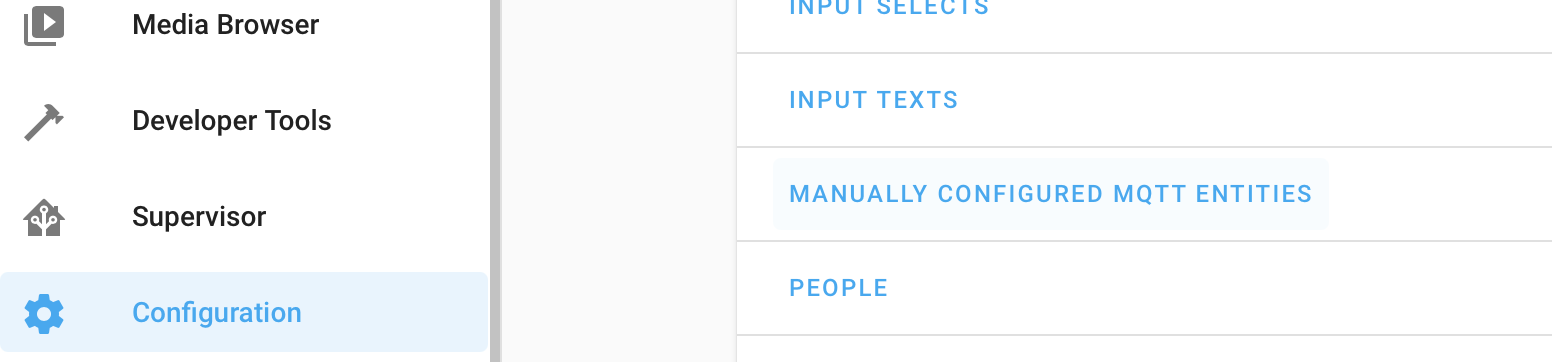 Media Browser
Developer Tools
Supervisor
Configuration
INPUT SELECTS
INPUT TEXTS
MANUALLY CONFIGURED MQTT ENTITIES
PEOPLE